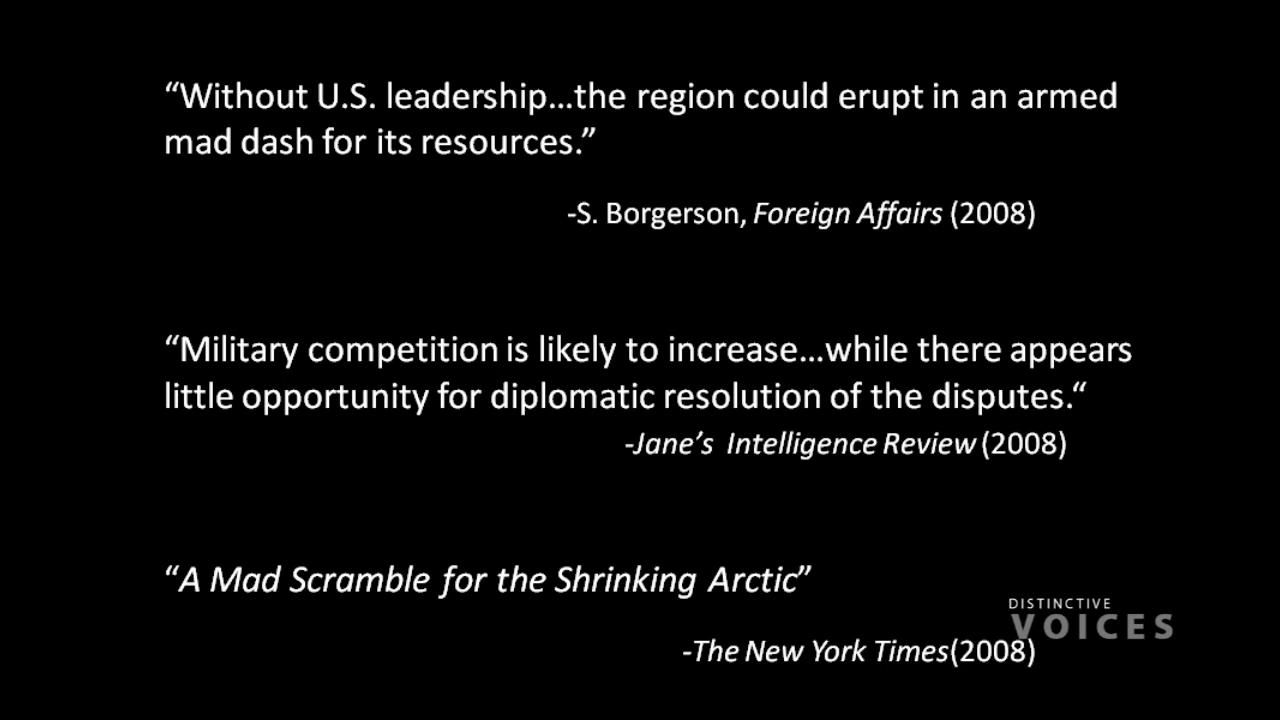 “Without U.S. leadership…the region could erupt in an armed
mad dash for its resources.”
-S. Borgerson, Foreign Affairs (2008)
“Military competition is likely to increase…while there appears
little opportunity for diplomatic resolution of the disputes.“
-Jane’s Intelligence Review (2008)
“A Mad Scramble for the Shrinking Arctic”
DISTINCTIVE
VOICES
-The New York Times(2008)